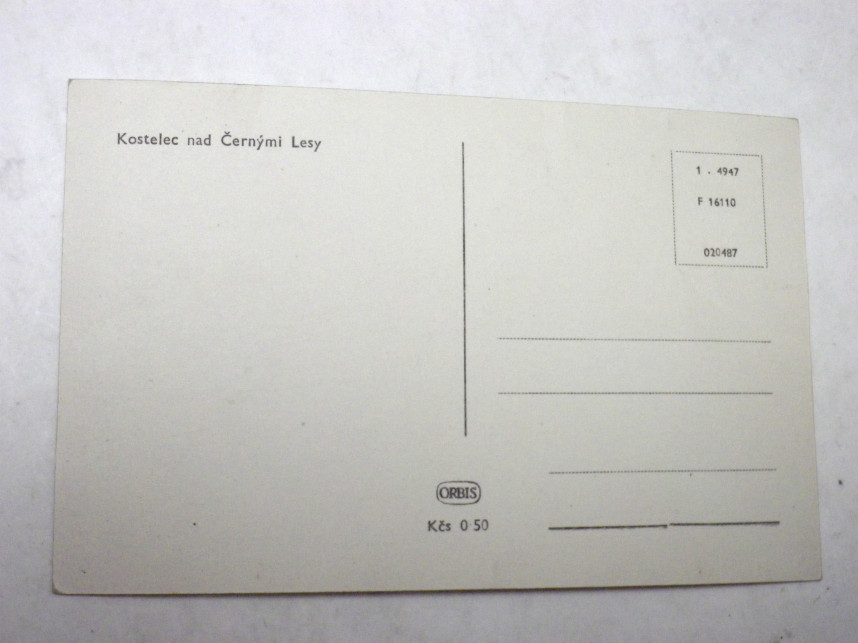 Kostelec nad Černými Lesy
1 . 4947
F 16110
020487
ORBIS
Kčs 0·50